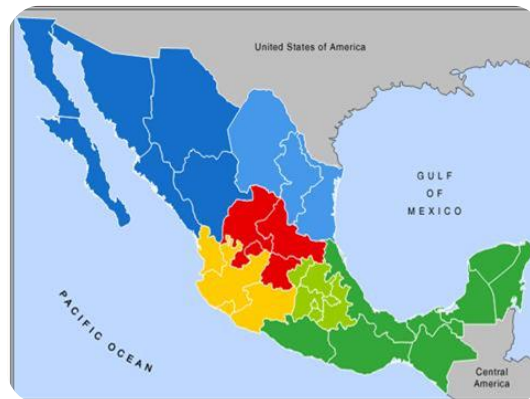 United States of America
GULF
OF
MEXICO
PACIFIC OCEAN
Central
America